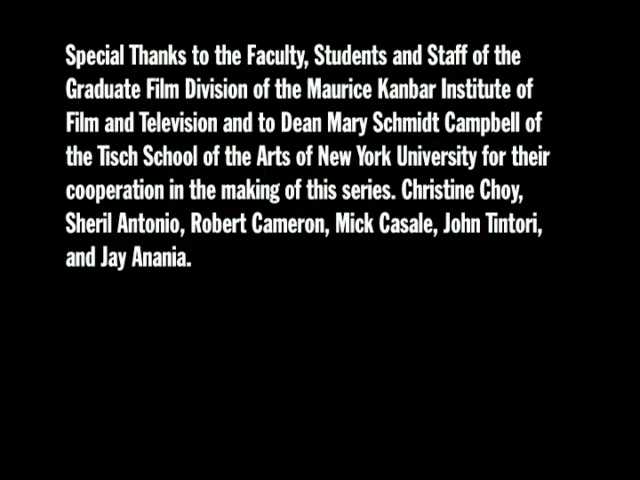 Special Thanks to the Faculty, Students and Staff of the
Graduate Film Division of the Maurice Kanbar Institute of
Film and Television and to Dean Mary Schmidt Campbell of
the Tisch School of the Arts of New York University for their
cooperation in the making of this series. Christine Choy,
Sheril Antonio, Robert Cameron, Mick Casale, John Tintori,
and Jay Anania.